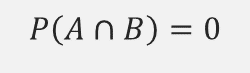 P(A ∩ B) = 0